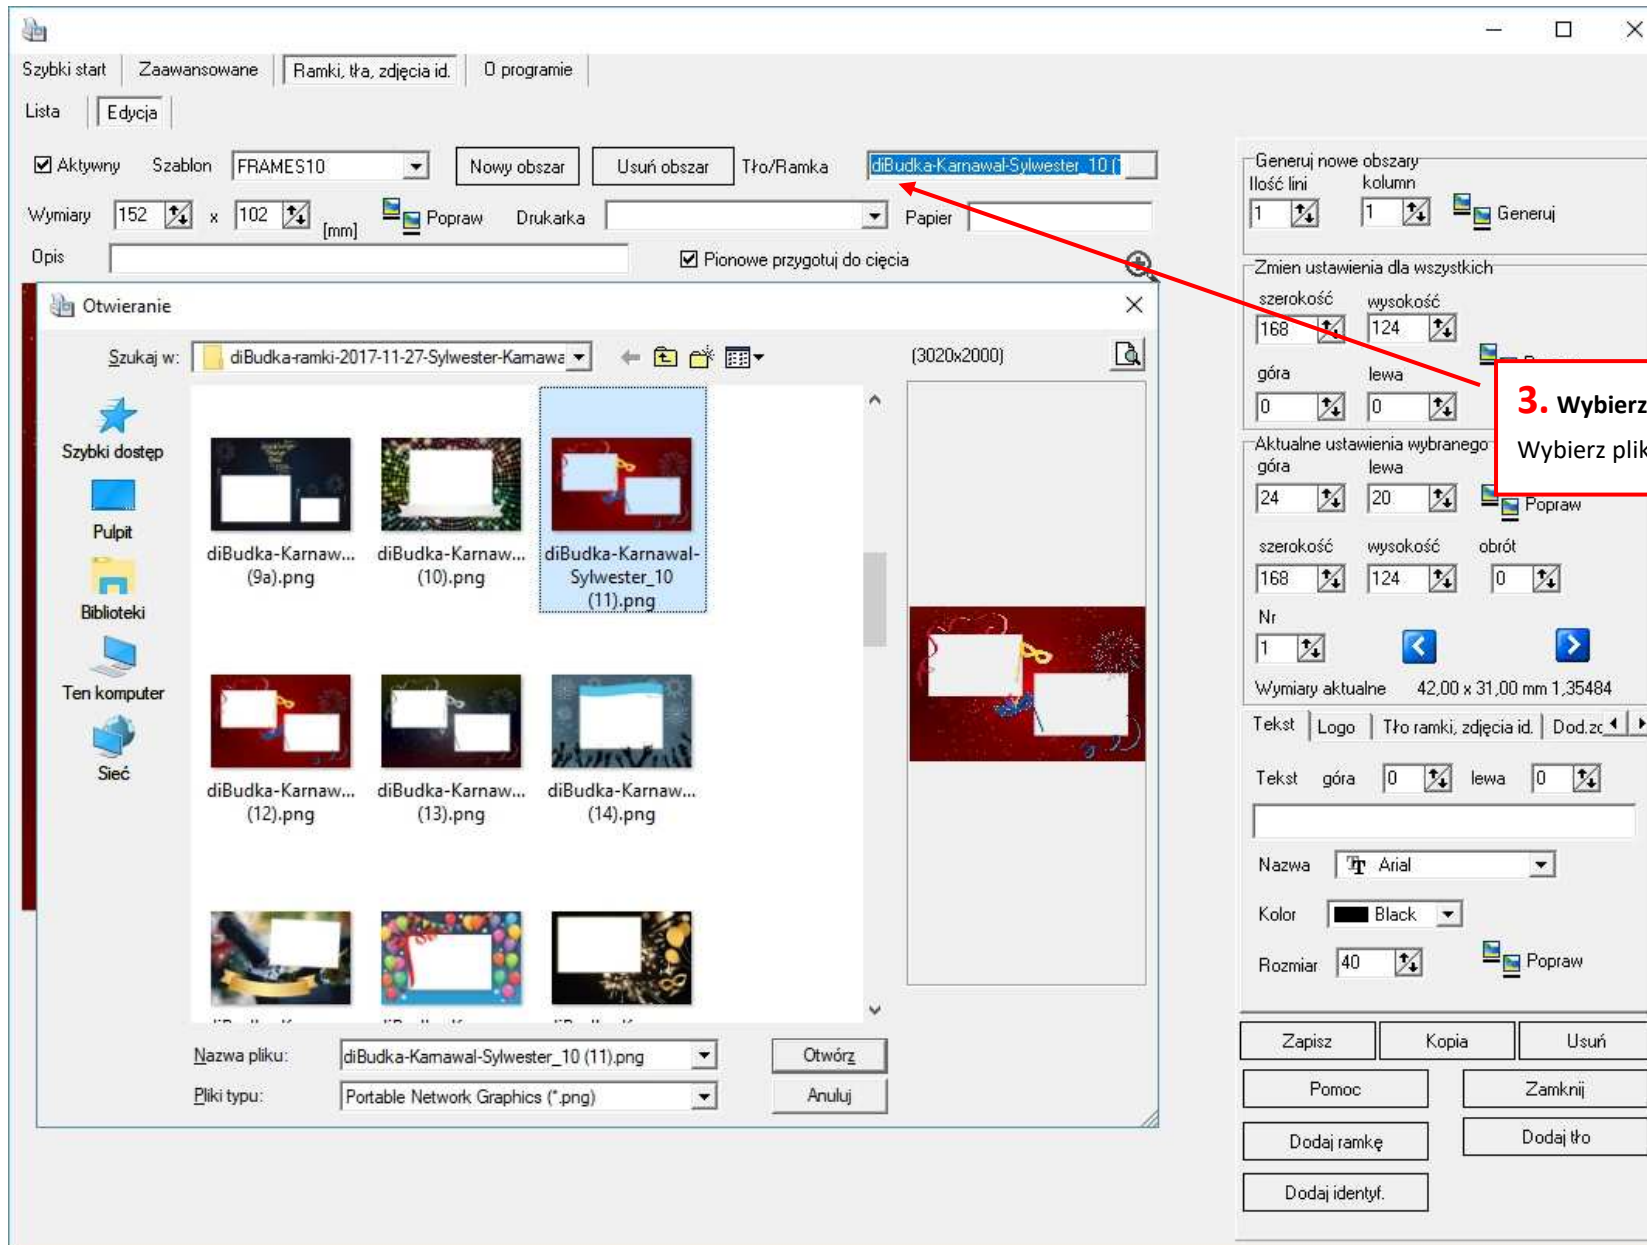 Szybki start Zaawansowane Ramki, tła, zdjęcia id. O programie
Lista Edycja
Aktywny Szablon FRAMES10 Nowy obszar Usuń obszar Tło/Ramka diBudka-Karnawal-Sylwester_10 (
Wymiary 152 x 102 [mm] Popraw Drukarka Papier
Opis Pionowe przygotuj do cięcia
Otwieranie
Szukaj w: diBudka-ramki-2017-11-27-Sylwester-Karnawa (3020x2000)
Szybki dostęp
Pulpit
Biblioteki
Ten komputer
Sieć
diBudka-Karnaw... diBudka-Karnaw... diBudka-Karnawal-
(9a).png (10).png Sylwester_10
(11).png
diBudka-Karnaw... diBudka-Karnaw... diBudka-Karnaw...
(12).png (13).png (14).png
Nazwa pliku: diBudka-Karnawal-Sylwester_10 (11).png Otwórz
Pliki typu: Portable Network Graphics (*.png) Anuluj
Generuj nowe obszary
Ilość lini kolumn
1 1 Generuj
Zmien ustawienia dla wszystkich
szerokość wysokość
168 124
góra lewa
0 0
3. Wybierz
Wybierz plik
Aktualne ustawienia wybranego
góra lewa
24 20 Popraw
szerokość wysokość obrót
168 124 0
Nr
1
Wymiary aktualne 42,00 x 31,00 mm 1,35484
Tekst Logo Tło ramki, zdjęcia id. Dod.zc
Tekst góra 0 lewa 0
Nazwa Arial
Kolor Black
Rozmiar 40 Popraw
Zapisz Kopia Usuń
Pomoc Zamknij
Dodaj ramkę Dodaj tło
Dodaj identyf.